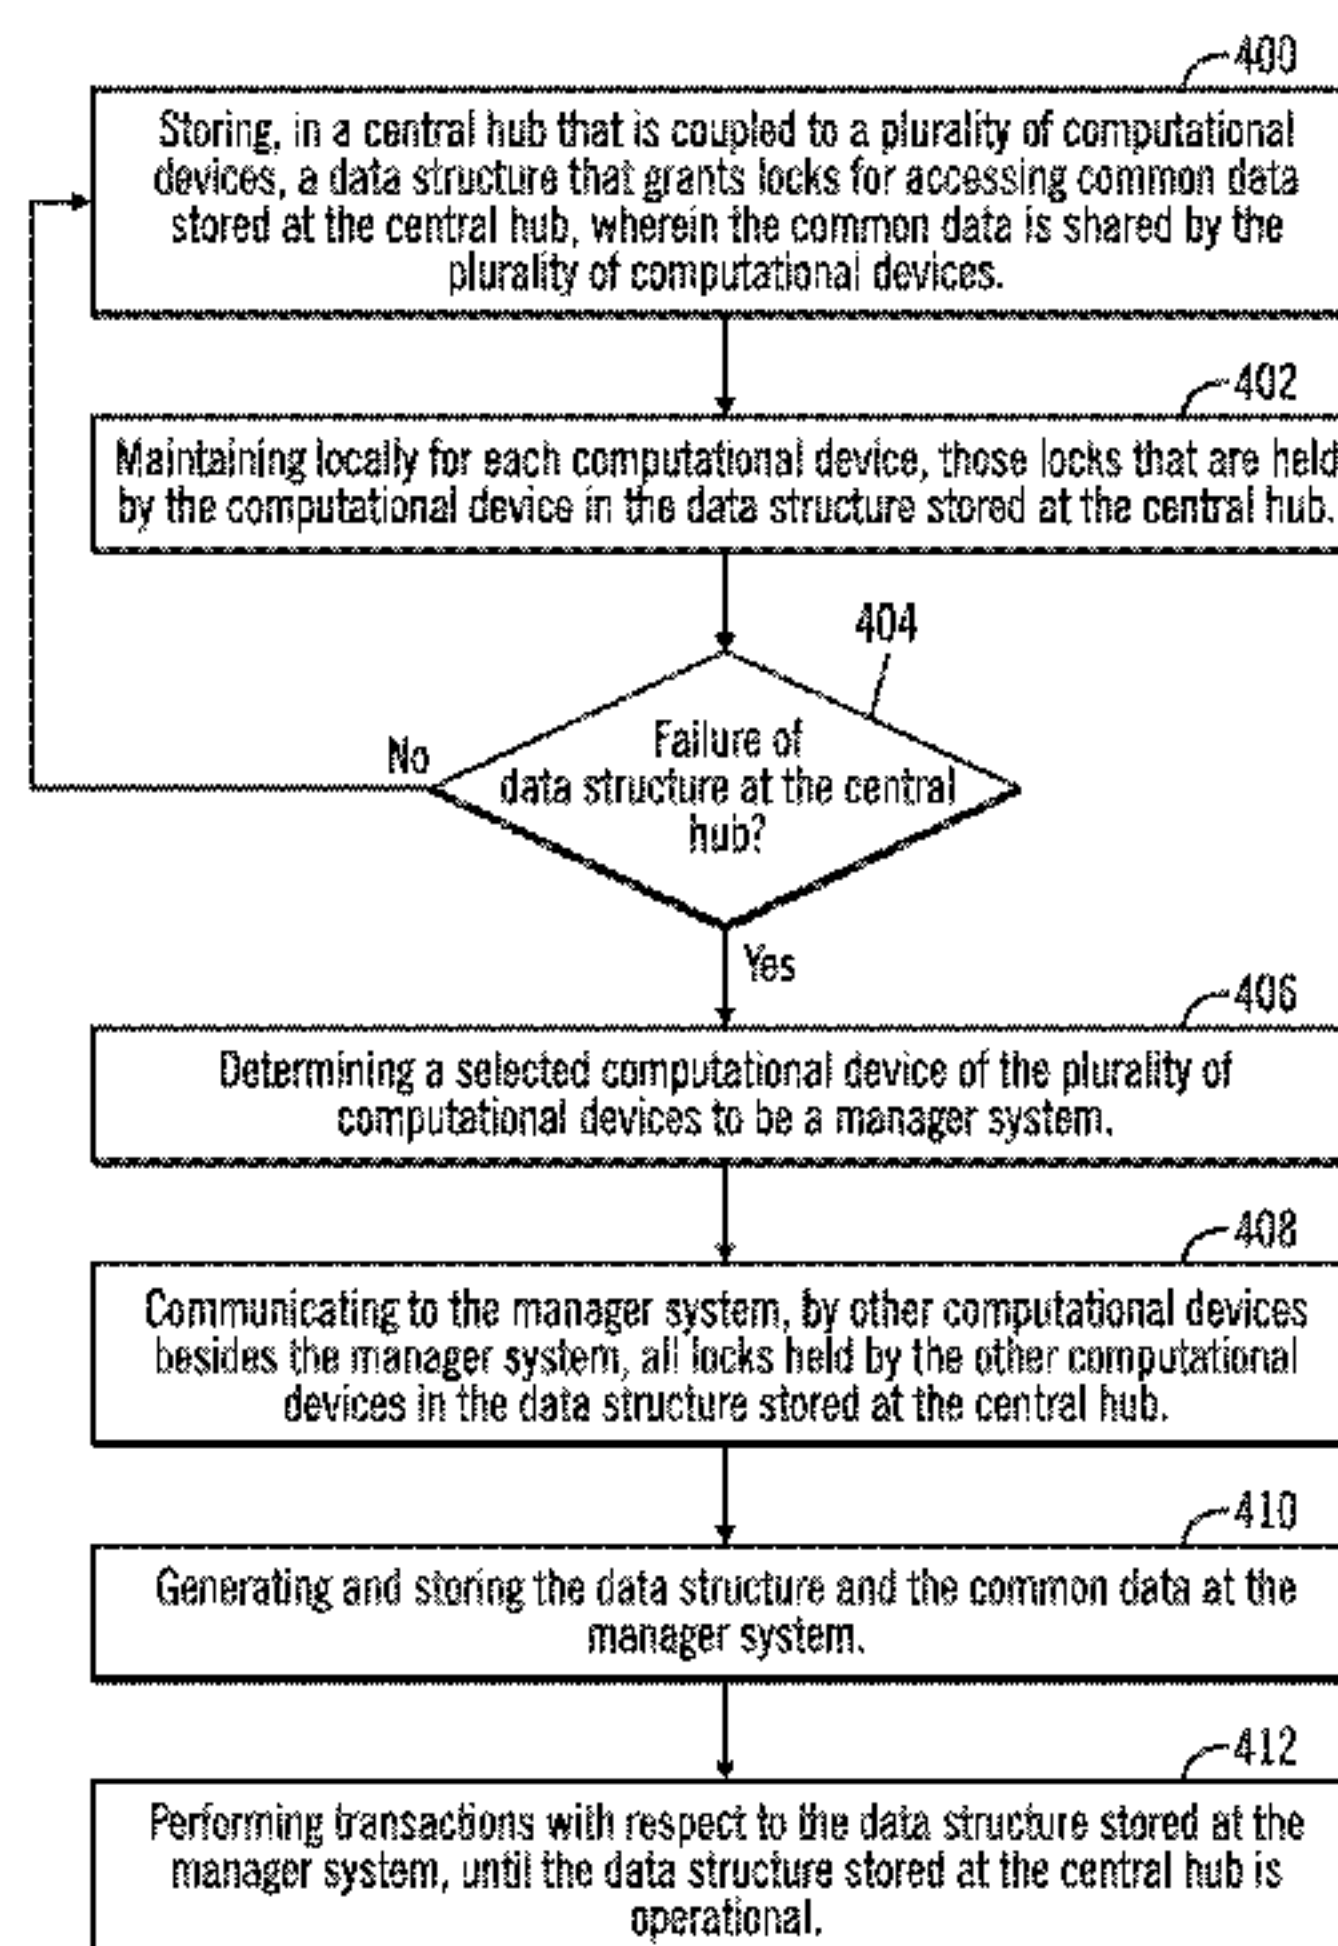 400
Storing, in a central hub that is coupled to a plurality of computational
devices, a data structure that grants locks for accessing common data
stored at the central hub, wherein the common data is shared by the
plurality of computational devices.
402
Maintaining locally for each computational device, those locks that are held
by the computational device in the data structure stored at the central hub.
404
Failure of
data structure at the central
hub?
No
Yes
406
Determining a selected computational device of the plurality of
computational devices to be a manager system.
408
Communicating to the manager system, by other computational devices
besides the manager system, all locks held by the other computational
devices in the data structure stored at the central hub.
410
Generating and storing the data structure and the common data at the
manager system.
412
Performing transactions with respect to the data structure stored at the
manager system, until the data structure stored at the central hub is
operational.